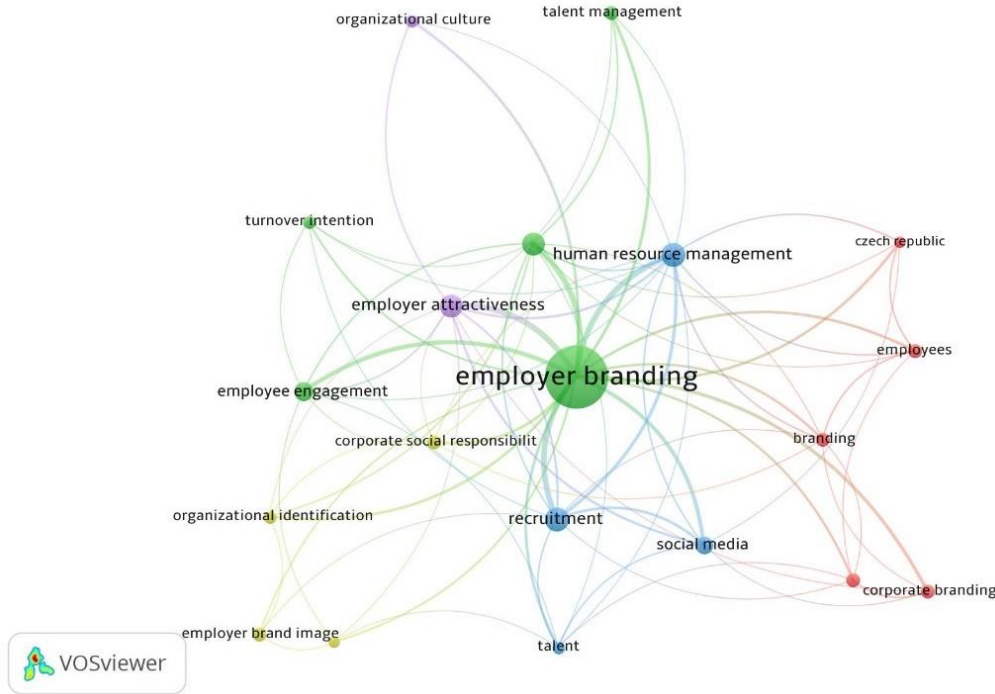 organizational culture
talent management
turnover intention
czech republic
human resource management
employer attractiveness
employees
employer branding
employee engagement
branding
corporate social responsibilit
organizational identification
recruitment
social media
corporate branding
employer brand image
talent
VOSviewer